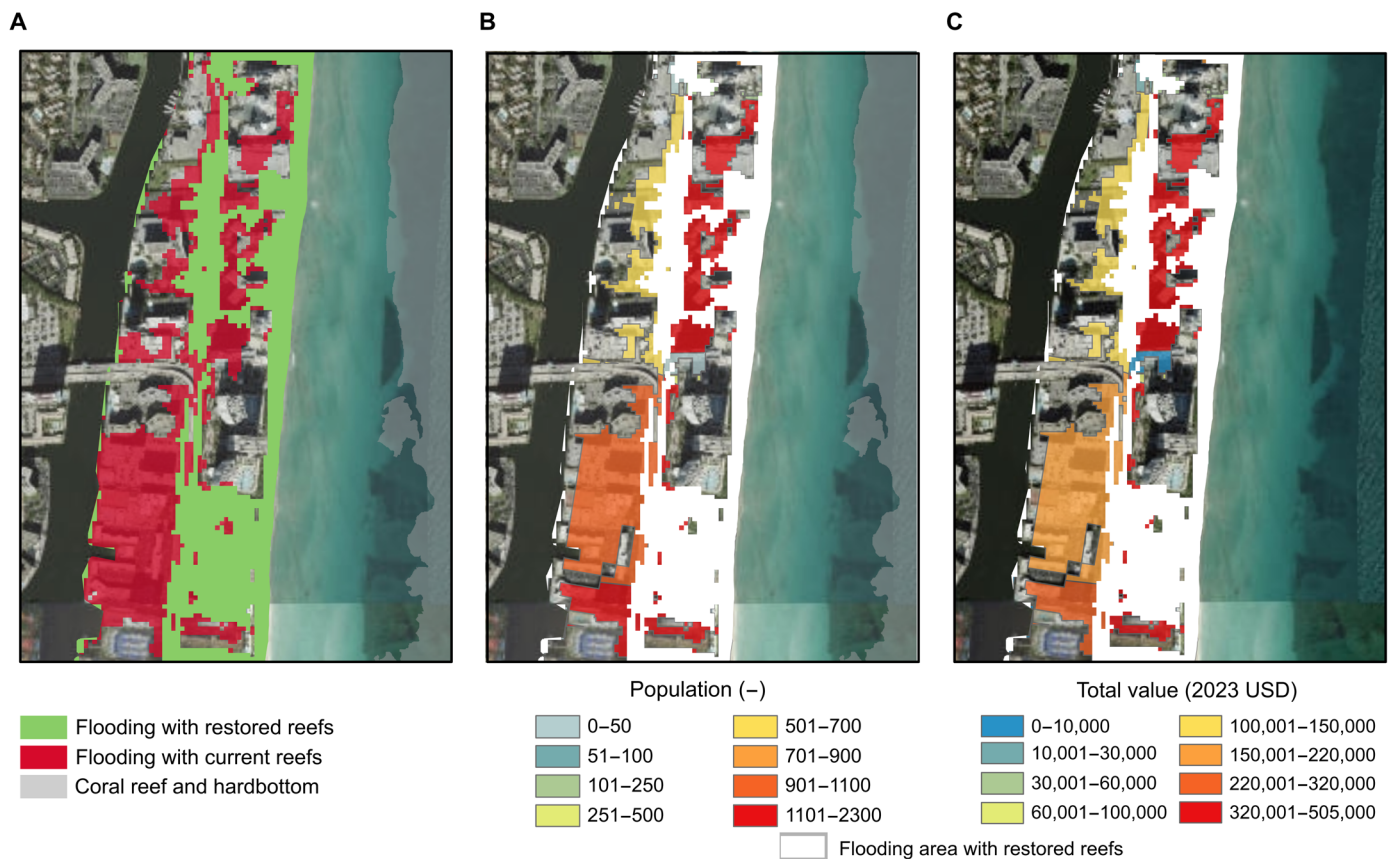 A
B
C
Flooding with restored reefs
Flooding with current reefs
Coral reef and hardbottom
Population (–)
0–50
51–100
101–250
251–500
501–700
701–900
901–1100
1101–2300
Total value (2023 USD)
0–10,000
10,001–30,000
30,001–60,000
60,001–100,000
100,001–150,000
150,001–220,000
220,001–320,000
320,001–505,000
Flooding area with restored reefs